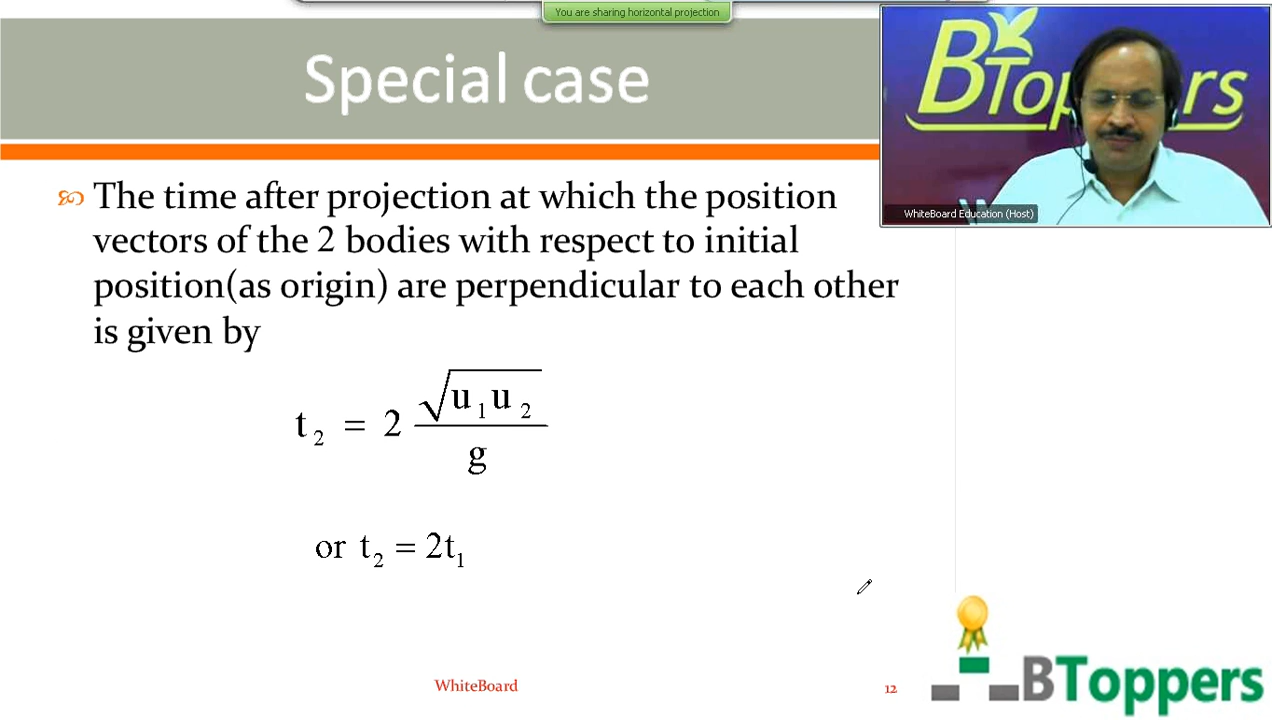 You are sharing horizontal projection
Special case
BToppers
WhiteBoard Education (Host)
The time after projection at which the position
vectors of the 2 bodies with respect to initial
position(as origin) are perpendicular to each other
is given by
t₂ = 2 √(u₁u₂) / g
or t₂ = 2t₁
WhiteBoard
12
BToppers